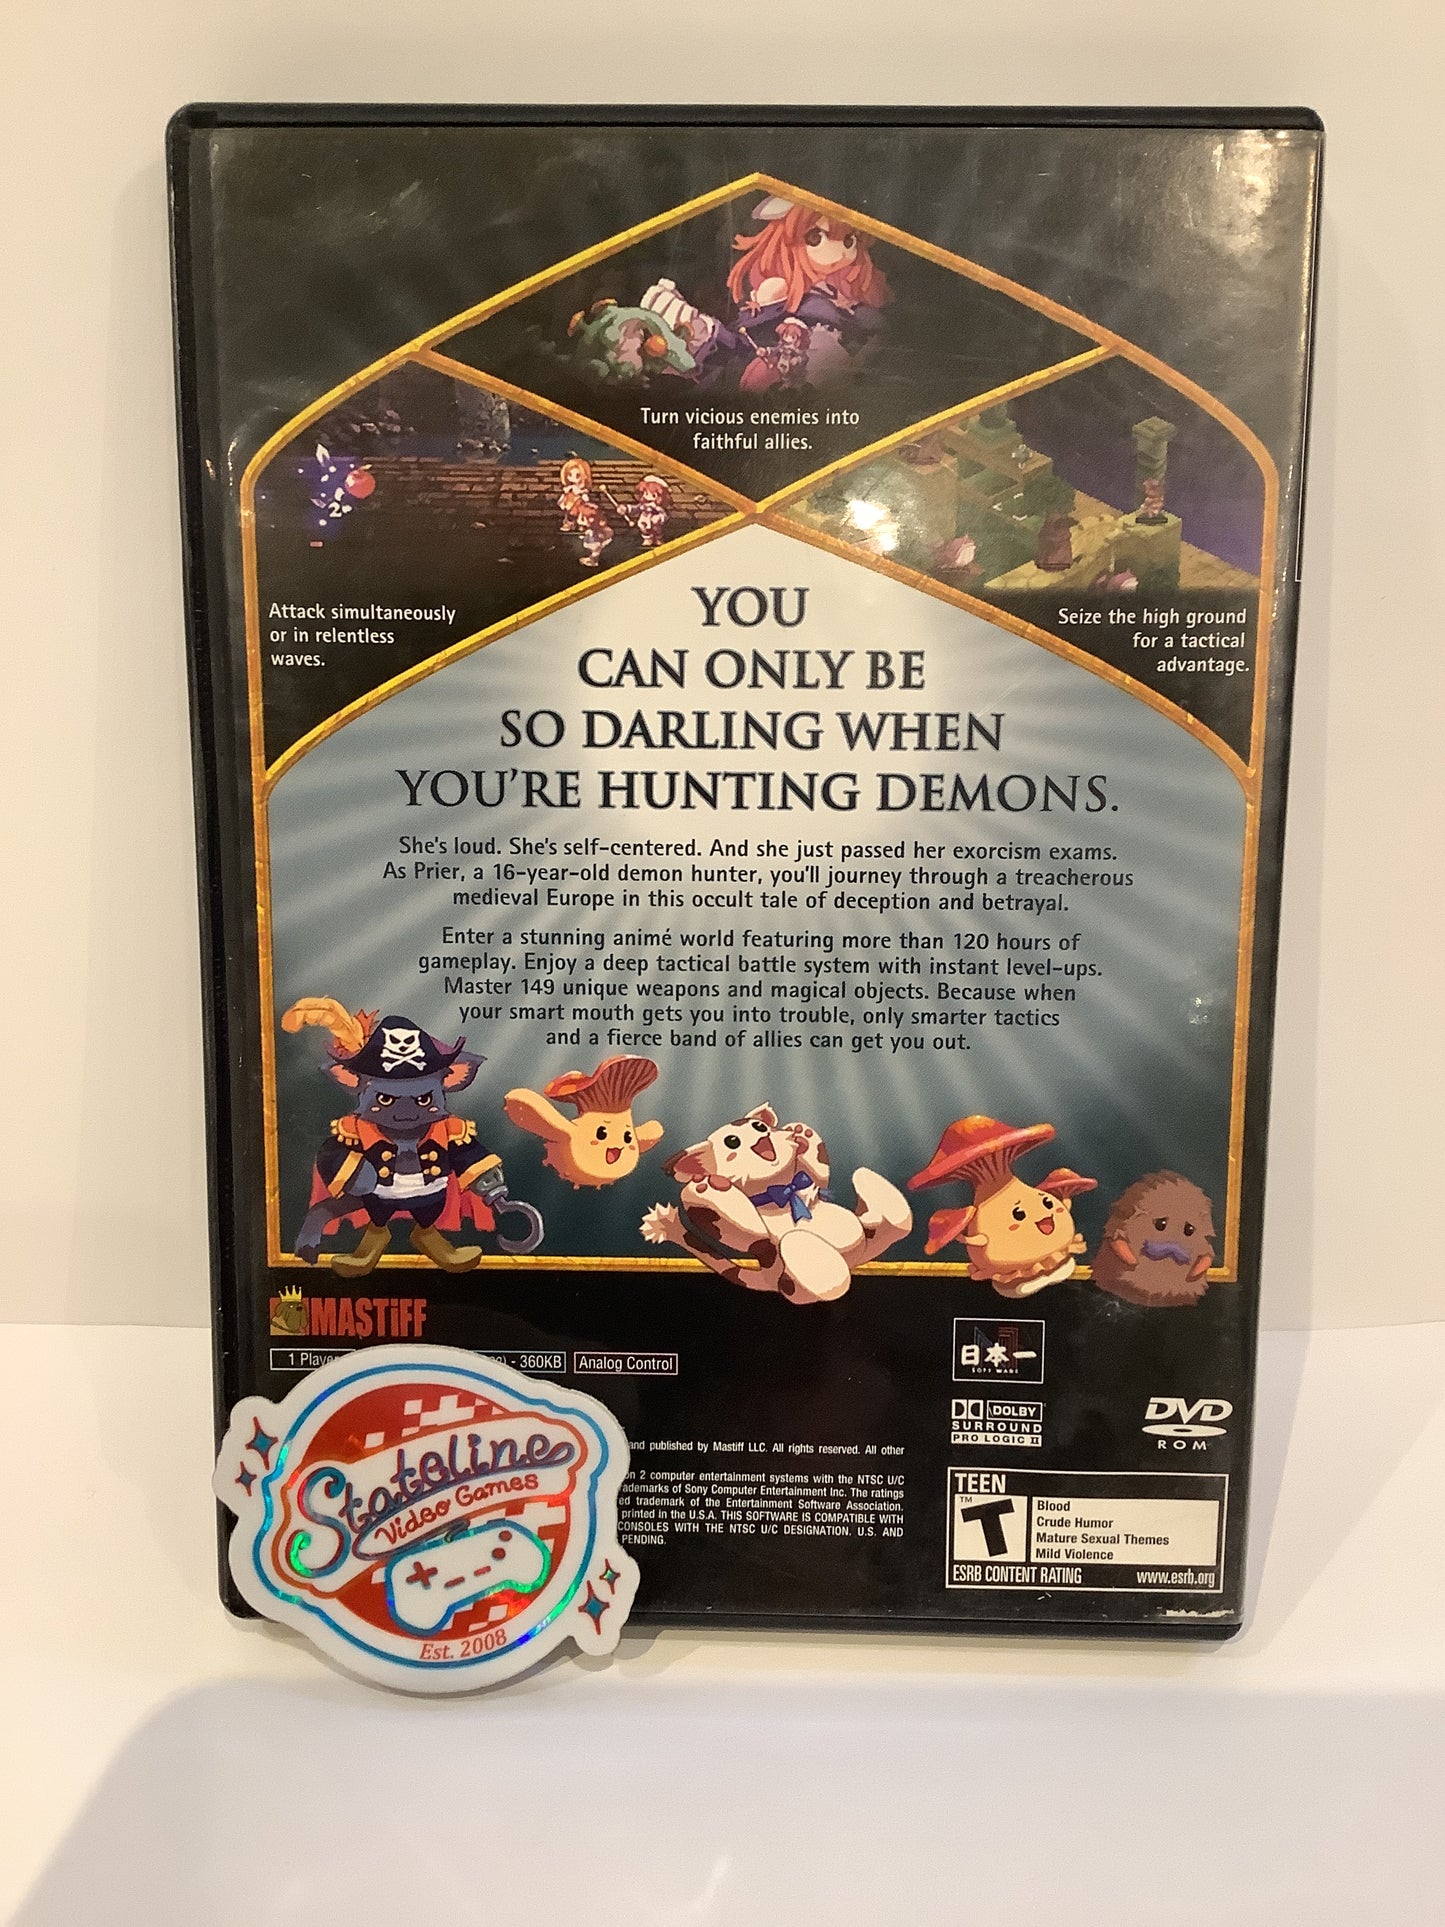 Turn vicious enemies into
faithful allies.
2
Attack simultaneously
or in relentless
waves.
Seize the high ground
for a tactical
advantage.
YOU
CAN ONLY BE
SO DARLING WHEN
YOU'RE HUNTING DEMONS.
She's loud. She's self-centered. And she just passed her exorcism exams.
As Prier, a 16-year-old demon hunter, you'll journey through a treacherous
medieval Europe in this occult tale of deception and betrayal.
Enter a stunning animé world featuring more than 120 hours of
gameplay. Enjoy a deep tactical battle system with instant level-ups.
Master 149 unique weapons and magical objects. Because when
your smart mouth gets you into trouble, only smarter tactics
and a fierce band of allies can get you out.
MASTiFF
1 Player - 360KB Analog Control
日本一
SOFTWARE
DOLBY
SURROUND
PRO LOGIC II
DVD
ROM
and published by Mastiff LLC. All rights reserved. All other
2 computer entertainment systems with the NTSC U/C
of Sony Computer Entertainment Inc. The ratings
trademark of the Entertainment Software Association.
printed in the U.S.A. THIS SOFTWARE IS COMPATIBLE WITH
CONSOLES WITH THE NTSC U/C DESIGNATION. U.S. AND
PENDING.
TEEN
T
TM
Blood
Crude Humor
Mature Sexual Themes
Mild Violence
ESRB CONTENT RATING www.esrb.org
Stateline
Video Games
Est. 2008